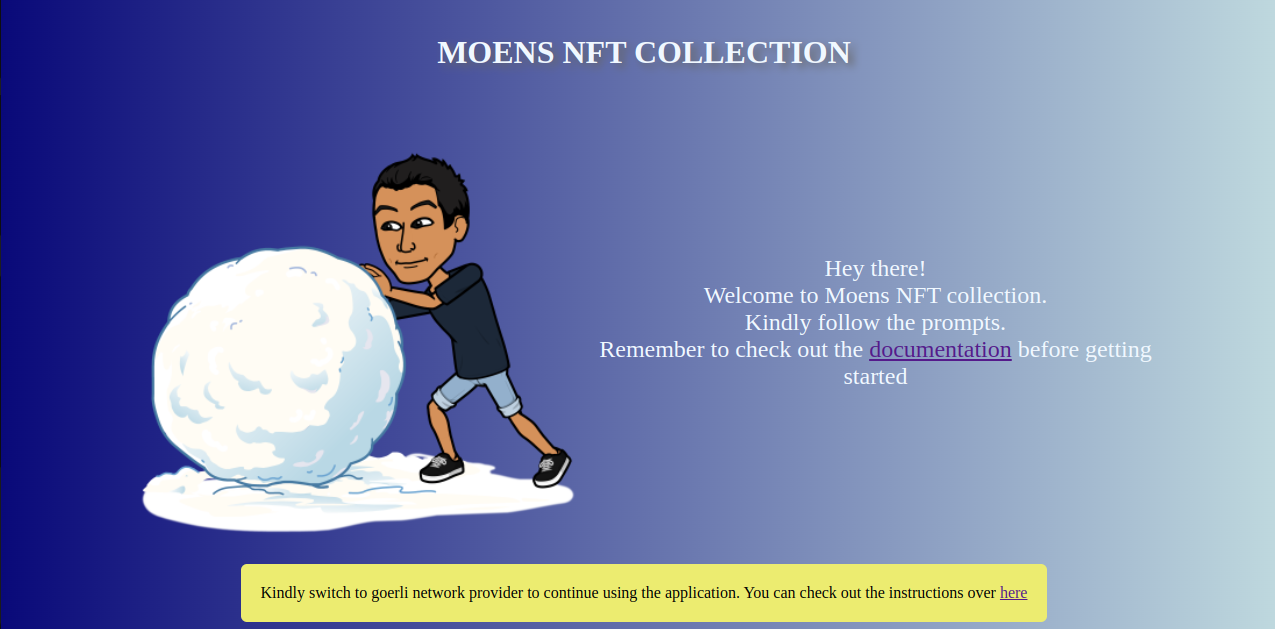 MOENS NFT COLLECTION
Hey there!
Welcome to Moens NFT collection.
Kindly follow the prompts.
Remember to check out the documentation before getting
started
Kindly switch to goerli network provider to continue using the application. You can check out the instructions over here